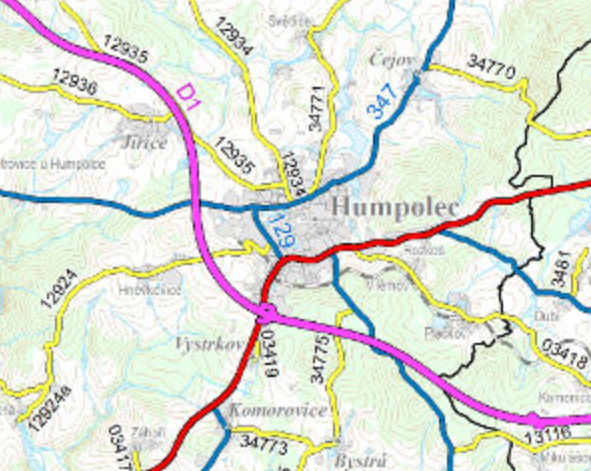 12935
12934
Světlice
Čejov
34770
12936
D1
34771
347
Jiřice
12935
12934
Humpolec
129
Rozkoš
3481
12924
Hněvkovice
Vilémov
Plačkov
Dubí
Vystrkov
03419
34775
03418
12924a
Komorovice
34773
03417
Bystrá
13116